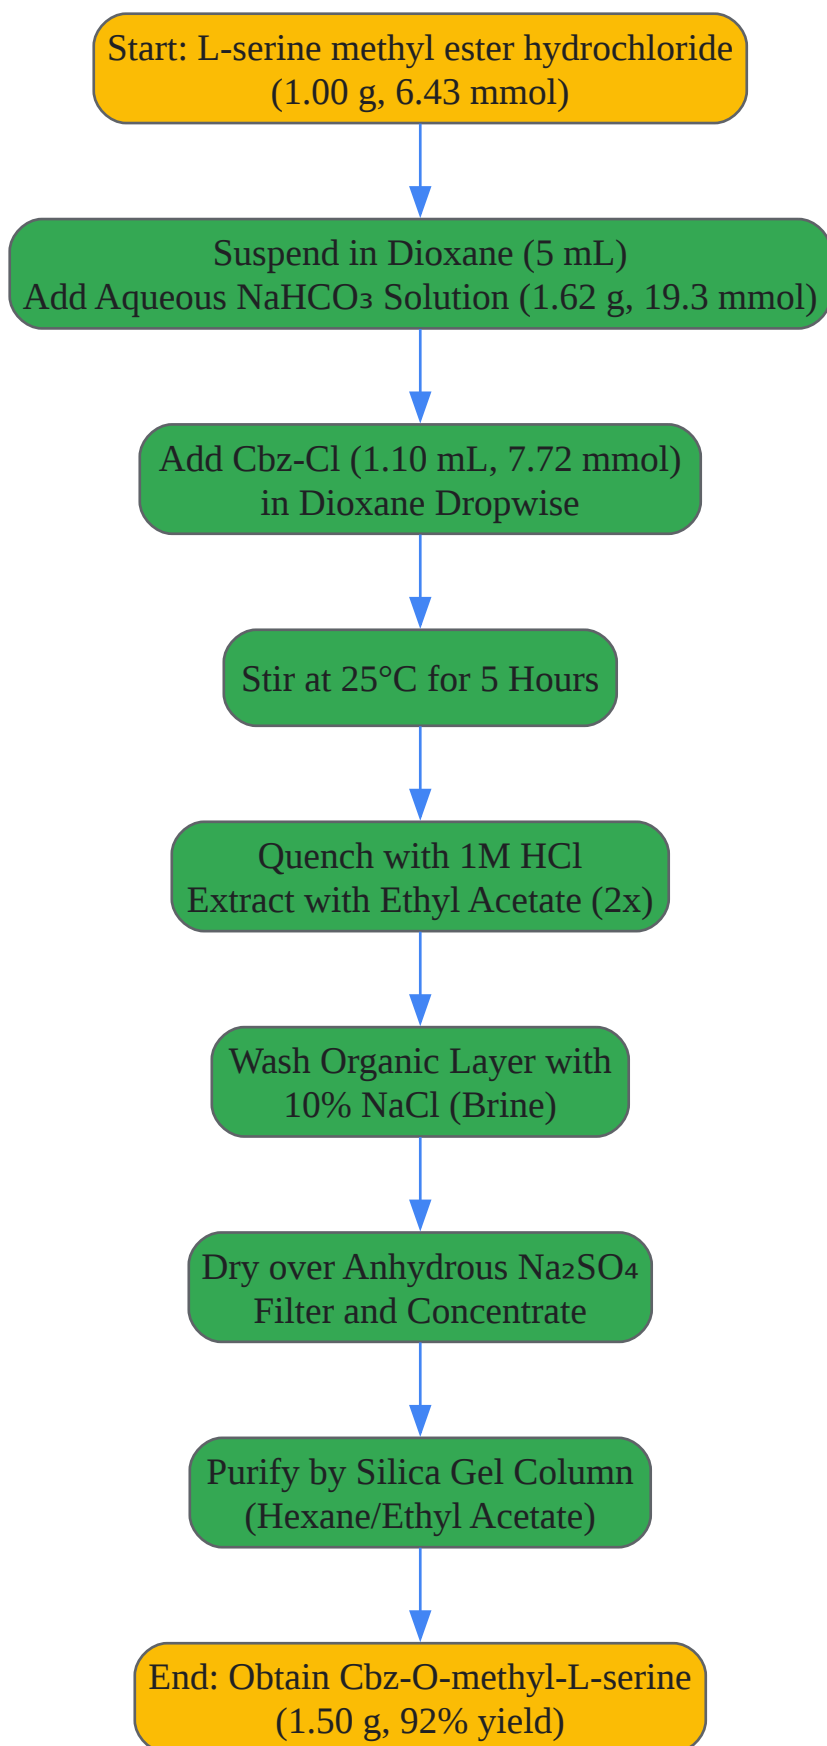 Start: L-serine methyl ester hydrochloride
(1.00 g, 6.43 mmol)
Suspend in Dioxane (5 mL)
Add Aqueous NaHCO₃ Solution (1.62 g, 19.3 mmol)
Add Cbz-Cl (1.10 mL, 7.72 mmol)
in Dioxane Dropwise
Stir at 25°C for 5 Hours
Quench with 1M HCl
Extract with Ethyl Acetate (2x)
Wash Organic Layer with
10% NaCl (Brine)
Dry over Anhydrous Na₂SO₄
Filter and Concentrate
Purify by Silica Gel Column
(Hexane/Ethyl Acetate)
End: Obtain Cbz-O-methyl-L-serine
(1.50 g, 92% yield)